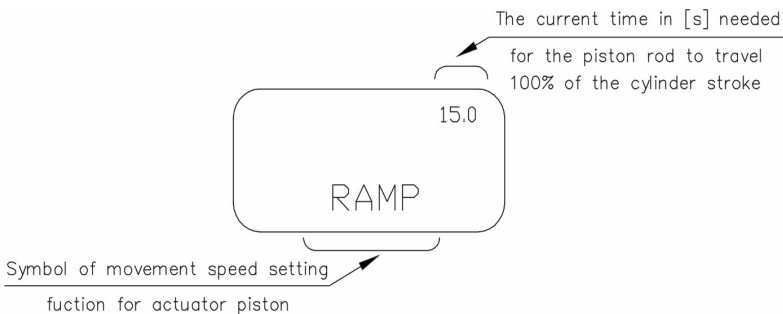 The current time in [s] needed
for the piston rod to travel
100% of the cylinder stroke
15.0
RAMP
Symbol of movement speed setting
fuction for actuator piston